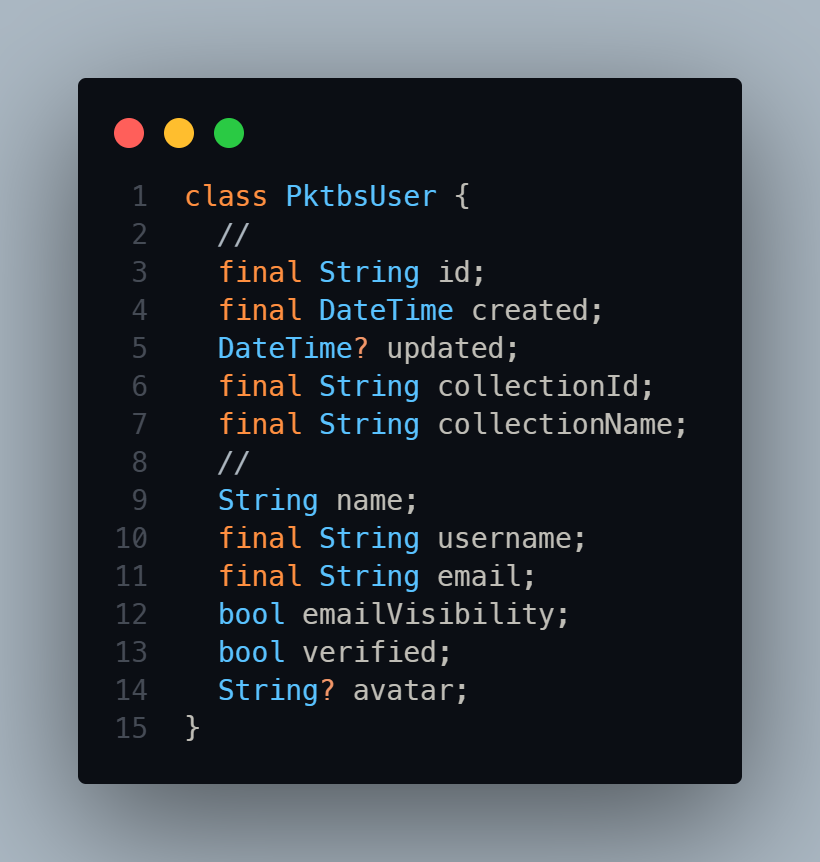 1 class PktbsUser {
2 //
3 final String id;
4 final DateTime created;
5 DateTime? updated;
6 final String collectionId;
7 final String collectionName;
8 //
9 String name;
10 final String username;
11 final String email;
12 bool emailVisibility;
13 bool verified;
14 String? avatar;
15 }